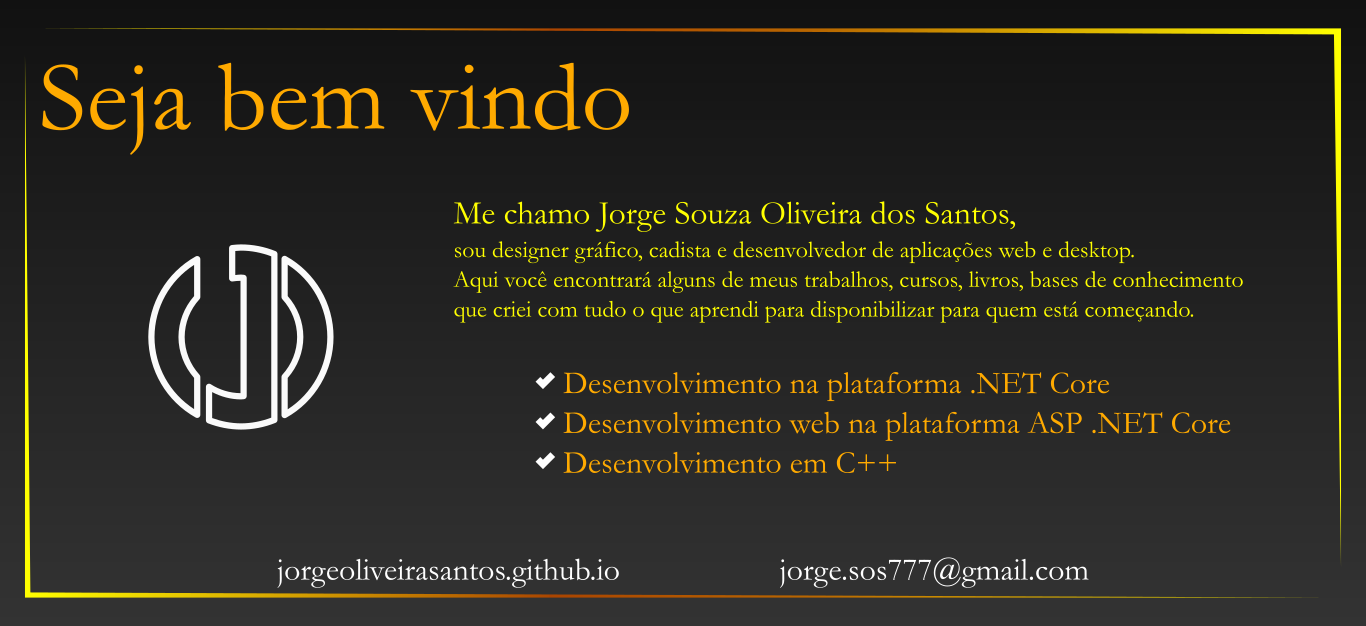 Seja bem vindo
Me chamo Jorge Souza Oliveira dos Santos,
sou designer gráfico, cadista e desenvolvedor de aplicações web e desktop.
Aqui você encontrará alguns de meus trabalhos, cursos, livros, bases de conhecimento
que criei com tudo o que aprendi para disponibilizar para quem está começando.
Desenvolvimento na plataforma .NET Core
Desenvolvimento web na plataforma ASP .NET Core
Desenvolvimento em C++
jorgeoliveirasantos.github.io
jorge.sos777@gmail.com